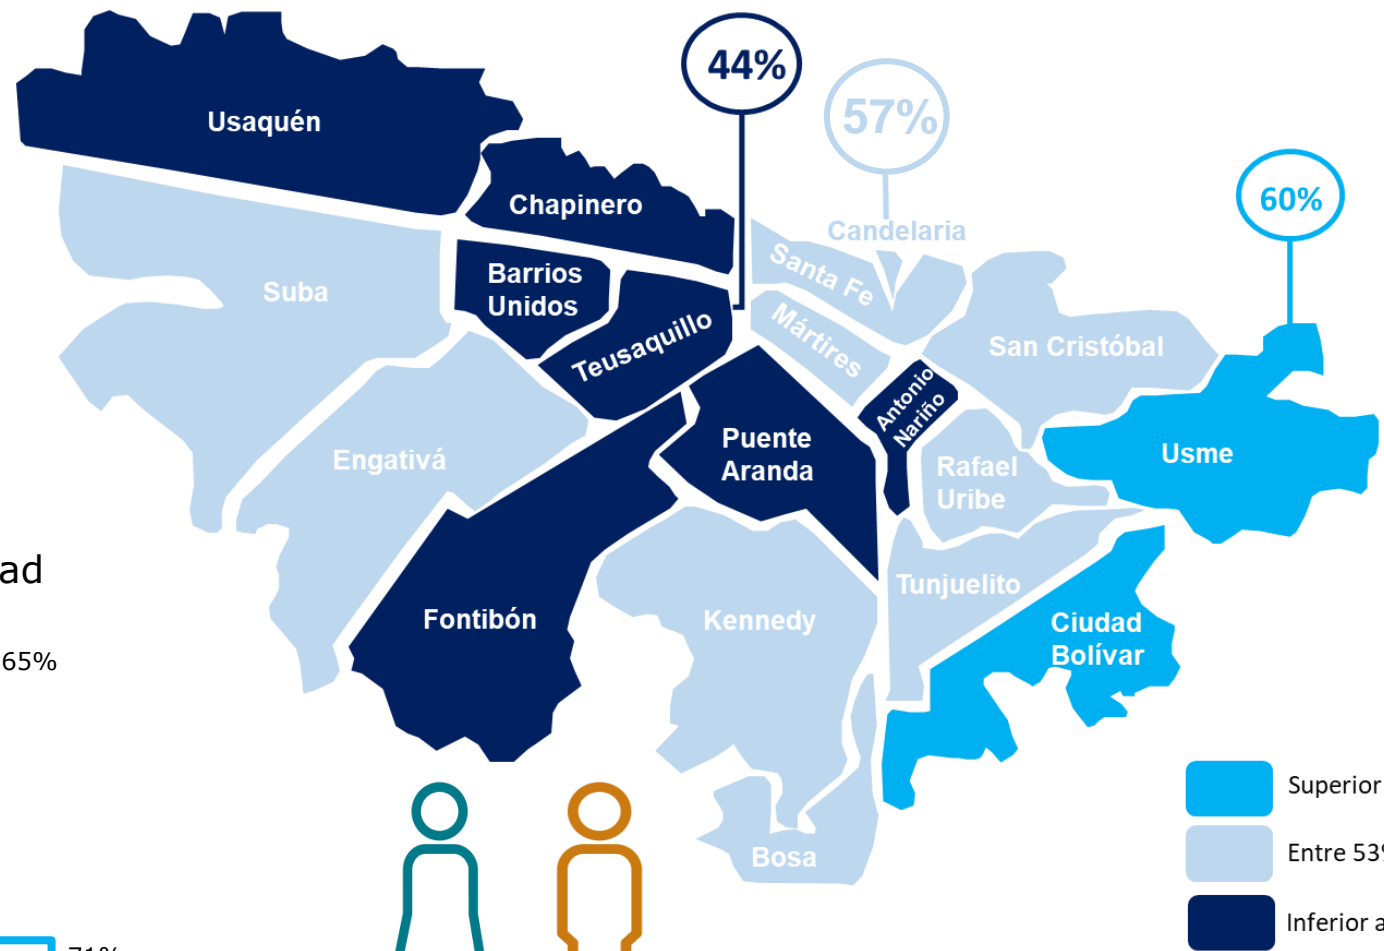 44%
57%
60%
Usaquén
Chapinero
Candelaria
Santa Fe
Barrios
Unidos
Suba
Teusaquillo
Mártires
San Cristóbal
Antonio
Nariño
Puente
Aranda
Engativá
Usme
Rafael
Uribe
ad
Tunjuelito
Fontibón
Kennedy
Ciudad
Bolívar
65%
Superior
Entre 53%
Bosa
Inferior a
71%